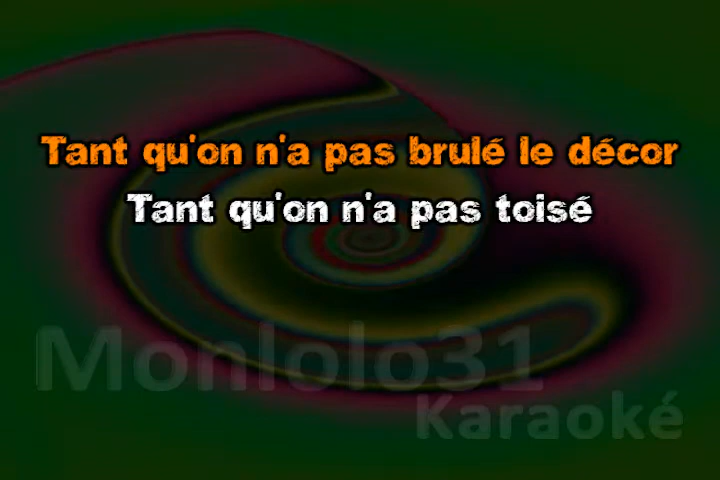 Tant qu'on n'a pas brulé le décor
Tant qu'on n'a pas toisé
Monlolo31
Karaoké